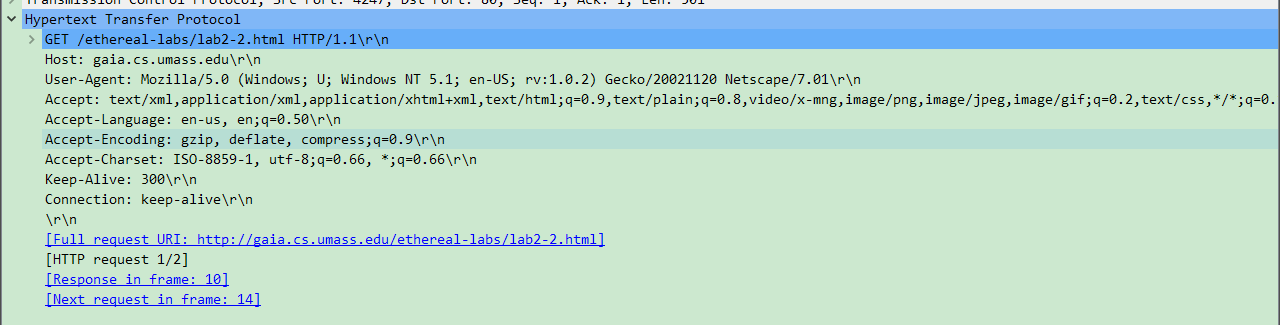 Transmission Control Protocol, Src Port: 4247, Dst Port: 80, Seq: 1, Ack: 1, Len: 501
Hypertext Transfer Protocol
GET /ethereal-labs/lab2-2.html HTTP/1.1\r\n
Host: gaia.cs.umass.edu\r\n
User-Agent: Mozilla/5.0 (Windows; U; Windows NT 5.1; en-US; rv:1.0.2) Gecko/20021120 Netscape/7.01\r\n
Accept: text/xml,application/xml,application/xhtml+xml,text/html;q=0.9,text/plain;q=0.8,video/x-mng,image/png,image/jpeg,image/gif;q=0.2,text/css,*/*;q=0.
Accept-Language: en-us, en;q=0.50\r\n
Accept-Encoding: gzip, deflate, compress;q=0.9\r\n
Accept-Charset: ISO-8859-1, utf-8;q=0.66, *;q=0.66\r\n
Keep-Alive: 300\r\n
Connection: keep-alive\r\n
\r\n
[Full request URI: http://gaia.cs.umass.edu/ethereal-labs/lab2-2.html]
[HTTP request 1/2]
[Response in frame: 10]
[Next request in frame: 14]